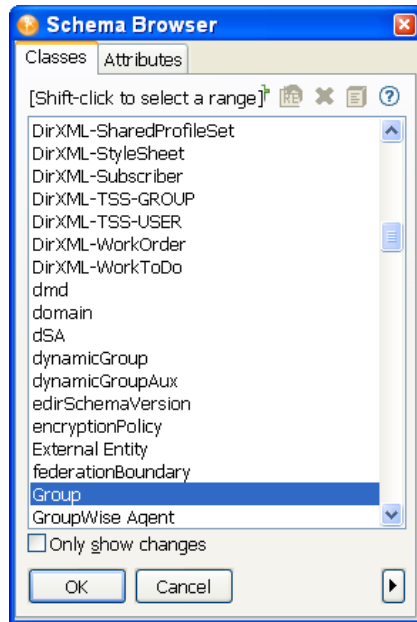 Schema Browser
Classes Attributes
[Shift-click to select a range]
DirXML-SharedProfileSet
DirXML-StyleSheet
DirXML-Subscriber
DirXML-TSS-GROUP
DirXML-TSS-USER
DirXML-WorkOrder
DirXML-WorkToDo
dmd
domain
dSA
dynamicGroup
dynamicGroupAux
edirSchemaVersion
encryptionPolicy
External Entity
federationBoundary
Group
GroupWise Agent
Only show changes
OK Cancel